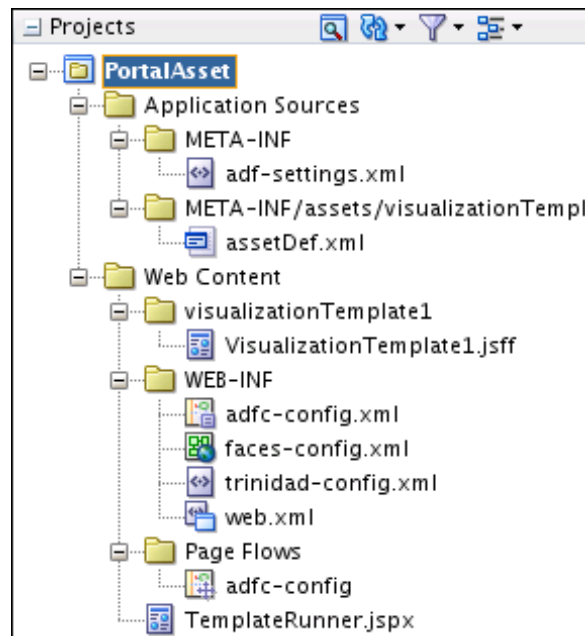 Projects
PortalAsset
Application Sources
META-INF
adf-settings.xml
META-INF/assets/visualizationTempl
assetDef.xml
Web Content
visualizationTemplate1
VisualizationTemplate1.jsff
WEB-INF
adfc-config.xml
faces-config.xml
trinidad-config.xml
web.xml
Page Flows
adfc-config
TemplateRunner.jspx